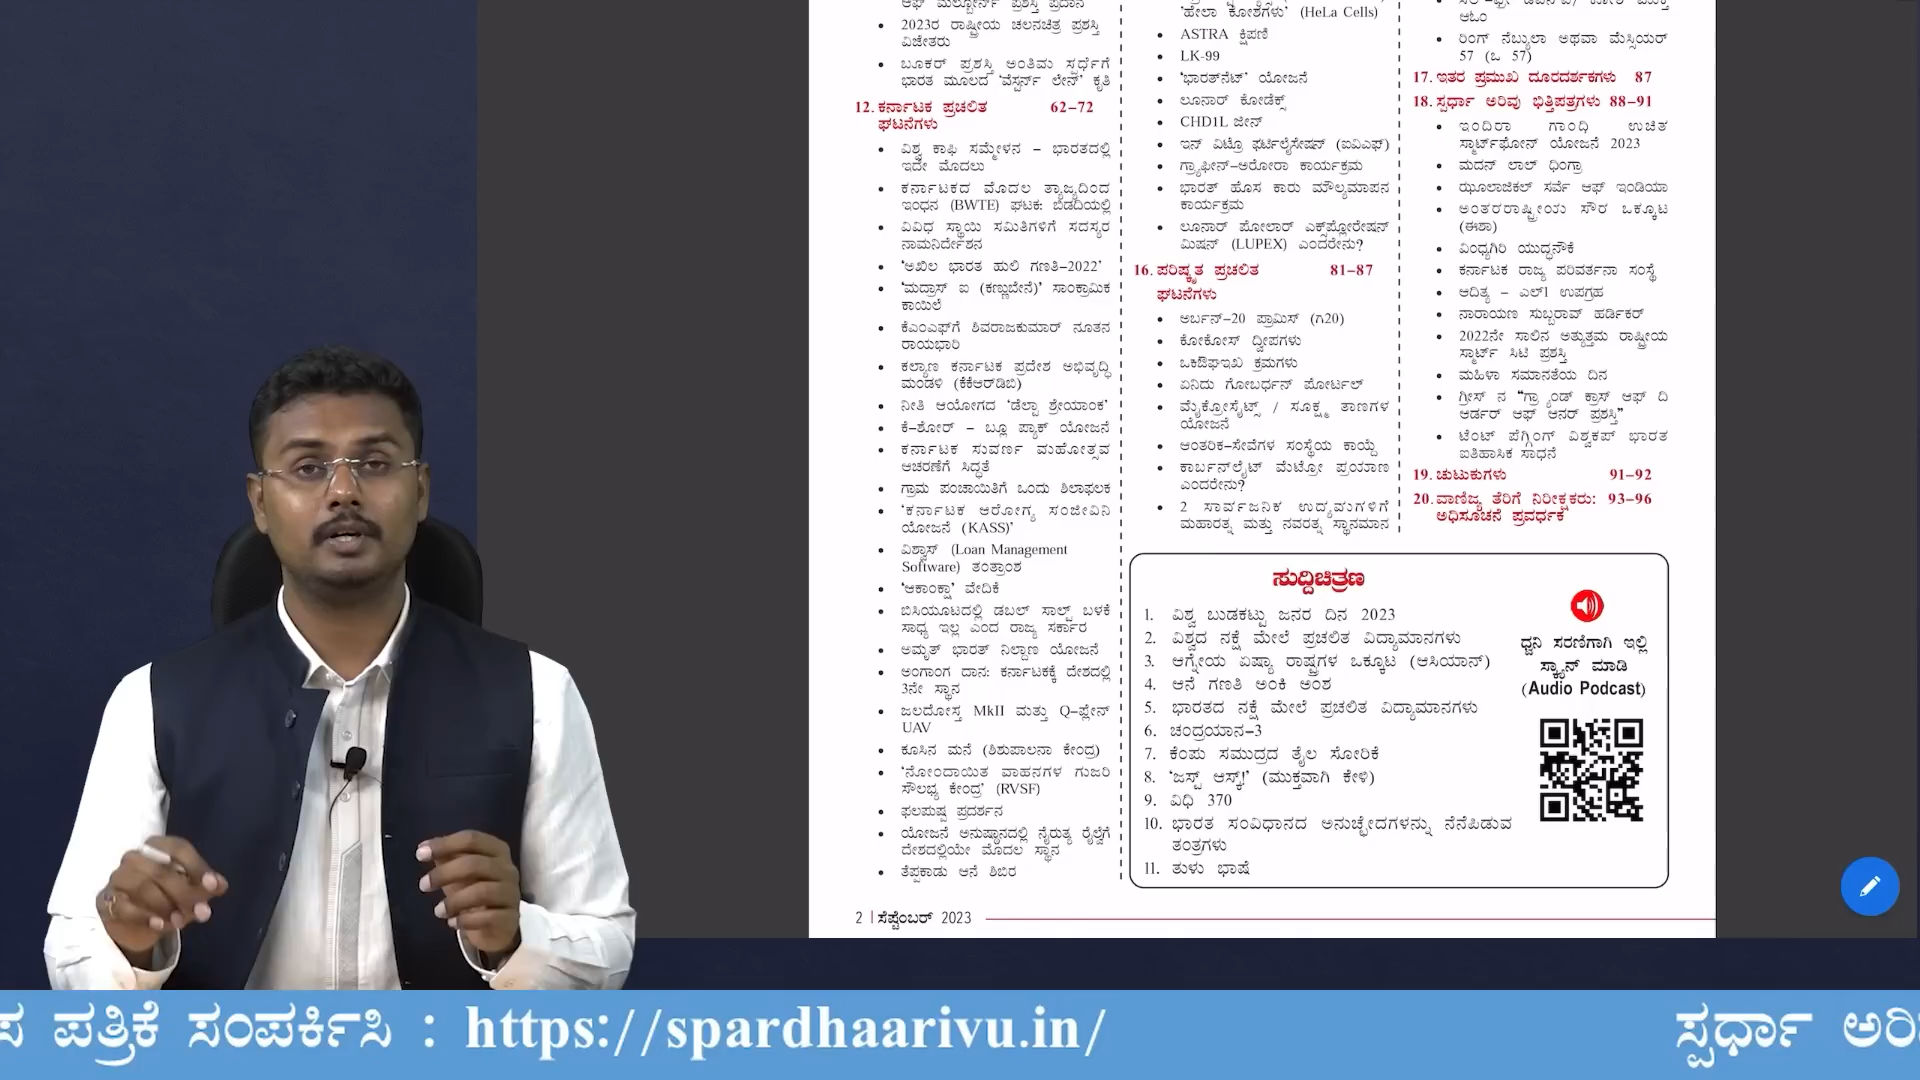 ಆಫ್ ಮೆಲ್ಬೋರ್ನ್ ಪ್ರಶಸ್ತಿ ಪ್ರದಾನ
• 2023ರ ರಾಷ್ಟ್ರೀಯ ಚಲನಚಿತ್ರ ಪ್ರಶಸ್ತಿ
ವಿಜೇತರು
• ಬೂಕರ್ ಪ್ರಶಸ್ತಿ ಅಂತಿಮ ಸ್ಪರ್ಧೆಗೆ
ಭಾರತ ಮೂಲದ ‘ವೆಸ್ಟರ್ನ್ ಲೇನ್’ ಕೃತಿ
12. ಕರ್ನಾಟಕ ಪ್ರಚಲಿತ 62–72
ಘಟನೆಗಳು
• ವಿಶ್ವ ಕಾಫಿ ಸಮ್ಮೇಳನ – ಭಾರತದಲ್ಲಿ
ಇದೇ ಮೊದಲು
• ಕರ್ನಾಟಕದ ಮೊದಲ ತ್ಯಾಜ್ಯದಿಂದ
ಇಂಧನ (BWTE) ಘಟಕ: ಬಿಡದಿಯಲ್ಲಿ
• ವಿವಿಧ ಸ್ಥಾಯಿ ಸಮಿತಿಗಳಿಗೆ ಸದಸ್ಯರ
ನಾಮನಿರ್ದೇಶನ
• ‘ಅಖಿಲ ಭಾರತ ಹುಲಿ ಗಣತಿ–2022’
• ‘ಮದ್ರಾಸ್ ಐ (ಕಣ್ಣುಬೇನೆ)’ ಸಾಂಕ್ರಾಮಿಕ
ಕಾಯಿಲೆ
• ಕೆಎಂಎಫ್‌ಗೆ ಶಿವರಾಜಕುಮಾರ್ ನೂತನ
ರಾಯಭಾರಿ
• ಕಲ್ಯಾಣ ಕರ್ನಾಟಕ ಪ್ರದೇಶ ಅಭಿವೃದ್ಧಿ
ಮಂಡಳಿ (ಕೆಕೆಆರ್‌ಡಿಬಿ)
• ನೀತಿ ಆಯೋಗದ ‘ಡೆಲ್ಟಾ ಶ್ರೇಯಾಂಕ’
• ಕೆ–ಶೋರ್ – ಬ್ಲೂ ಪ್ಯಾಕ್ ಯೋಜನೆ
• ಕರ್ನಾಟಕ ಸುವರ್ಣ ಮಹೋತ್ಸವ
ಆಚರಣೆಗೆ ಸಿದ್ಧತೆ
• ಗ್ರಾಮ ಪಂಚಾಯಿತಿಗೆ ಒಂದು ಶಿಲಾಫಲಕ
• ‘ಕರ್ನಾಟಕ ಆರೋಗ್ಯ ಸಂಜೀವಿನಿ
ಯೋಜನೆ (KASS)’
• ವಿಶ್ವಾಸ್ (Loan Management
Software) ತಂತ್ರಾಂಶ
• ‘ಆಕಾಂಕ್ಷಾ’ ವೇದಿಕೆ
• ಬಿಸಿಯೂಟದಲ್ಲಿ ಡಬಲ್ ಸಾಲ್ಟ್ ಬಳಕೆ
ಸಾಧ್ಯ ಇಲ್ಲ ಎಂದ ರಾಜ್ಯ ಸರ್ಕಾರ
• ಅಮೃತ್ ಭಾರತ್ ನಿಲ್ದಾಣ ಯೋಜನೆ
• ಅಂಗಾಂಗ ದಾನ: ಕರ್ನಾಟಕಕ್ಕೆ ದೇಶದಲ್ಲಿ
3ನೇ ಸ್ಥಾನ
• ಜಲದೋಸ್ತ MkII ಮತ್ತು Q–ಪ್ಲೇನ್
UAV
• ಕೂಸಿನ ಮನೆ (ಶಿಶುಪಾಲನಾ ಕೇಂದ್ರ)
• ‘ನೋಂದಾಯಿತ ವಾಹನಗಳ ಗುಜರಿ
ಸೌಲಭ್ಯ ಕೇಂದ್ರ’ (RVSF)
• ಫಲಪುಷ್ಪ ಪ್ರದರ್ಶನ
• ಯೋಜನೆ ಅನುಷ್ಠಾನದಲ್ಲಿ ನೈರುತ್ಯ ರೈಲ್ವೆಗೆ
ದೇಶದಲ್ಲಿಯೇ ಮೊದಲ ಸ್ಥಾನ
• ತೆಪ್ಪಕಾಡು ಆನೆ ಶಿಬಿರ
‘ಹೇಲಾ ಕೋಶಗಳು’ (HeLa Cells)
• ASTRA ಕ್ಷಿಪಣಿ
• LK-99
• ‘ಭಾರತ್‌ನೆಟ್’ ಯೋಜನೆ
• ಲೂನಾರ್ ಕೋಡೆಕ್ಸ್
• CHD1L ಜೀನ್
• ಇನ್ ವಿಟ್ರೊ ಫರ್ಟಿಲೈಸೇಷನ್ (ಐವಿಎಫ್)
• ಗ್ರ್ಯಾಫೀನ್–ಅರೋರಾ ಕಾರ್ಯಕ್ರಮ
• ಭಾರತ್ ಹೊಸ ಕಾರು ಮೌಲ್ಯಮಾಪನ
ಕಾರ್ಯಕ್ರಮ
• ಲೂನಾರ್ ಪೋಲಾರ್ ಎಕ್ಸ್‌ಪ್ಲೋರೇಷನ್
ಮಿಷನ್ (LUPEX) ಎಂದರೇನು?
16. ಪರಿಷ್ಕೃತ ಪ್ರಚಲಿತ 81–87
ಘಟನೆಗಳು
• ಅರ್ಬನ್–20 ಪ್ರಾಮಿಸ್ (ಗಿ20)
• ಕೋಕೋಸ್ ದ್ವೀಪಗಳು
• ಕ್ರಮಗಳು
• ಏನಿದು ಗೋಬರ್ಧನ್ ಪೋರ್ಟಲ್
• ಮೈಕ್ರೋಸೈಟ್ಸ್ / ಸೂಕ್ಷ್ಮ ತಾಣಗಳ
ಯೋಜನೆ
• ಆಂತರಿಕ–ಸೇವೆಗಳ ಸಂಸ್ಥೆಯ ಕಾಯ್ದೆ
• ಕಾರ್ಬನ್‌ಲೈಟ್ ಮೆಟ್ರೋ ಪ್ರಯಾಣ
ಎಂದರೇನು?
• 2 ಸಾರ್ವಜನಿಕ ಉದ್ಯಮಗಳಿಗೆ
ಮಹಾರತ್ನ ಮತ್ತು ನವರತ್ನ ಸ್ಥಾನಮಾನ
ಆಟಂ
• ರಿಂಗ್ ನೆಬ್ಯುಲಾ ಅಥವಾ ಮೆಸ್ಸಿಯರ್
57 (ಒ 57)
17. ಇತರ ಪ್ರಮುಖ ದೂರದರ್ಶಕಗಳು 87
18. ಸ್ಪರ್ಧಾ ಅರಿವು ಭಿತ್ತಿಪತ್ರಗಳು 88–91
• ಇಂದಿರಾ ಗಾಂಧಿ ಉಚಿತ
ಸ್ಮಾರ್ಟ್‌ಫೋನ್ ಯೋಜನೆ 2023
• ಮದನ್ ಲಾಲ್ ಧಿಂಗ್ರಾ
• ಝೂಲಾಜಿಕಲ್ ಸರ್ವೆ ಆಫ್ ಇಂಡಿಯಾ
• ಅಂತರರಾಷ್ಟ್ರೀಯ ಸೌರ ಒಕ್ಕೂಟ
(ಈಶಾ)
• ವಿಂಧ್ಯಗಿರಿ ಯುದ್ಧನೌಕೆ
• ಕರ್ನಾಟಕ ರಾಜ್ಯ ಪರಿವರ್ತನಾ ಸಂಸ್ಥೆ
• ಆದಿತ್ಯ – ಎಲ್1 ಉಪಗ್ರಹ
• ನಾರಾಯಣ ಸುಬ್ಬರಾವ್ ಹರ್ಡಿಕರ್
• 2022ನೇ ಸಾಲಿನ ಅತ್ಯುತ್ತಮ ರಾಷ್ಟ್ರೀಯ
ಸ್ಮಾರ್ಟ್ ಸಿಟಿ ಪ್ರಶಸ್ತಿ
• ಮಹಿಳಾ ಸಮಾನತೆಯ ದಿನ
• ಗ್ರೀಸ್ ನ “ಗ್ರ್ಯಾಂಡ್ ಕ್ರಾಸ್ ಆಫ್ ದಿ
ಆರ್ಡರ್ ಆಫ್ ಆನರ್ ಪ್ರಶಸ್ತಿ”
• ಟೆಂಟ್ ಪೆಗ್ಗಿಂಗ್ ವಿಶ್ವಕಪ್ ಭಾರತ
ಐತಿಹಾಸಿಕ ಸಾಧನೆ
19. ಚುಟುಕುಗಳು 91–92
20. ವಾಣಿಜ್ಯ ತೆರಿಗೆ ನಿರೀಕ್ಷಕರು: 93–96
ಅಧಿಸೂಚನೆ ಪ್ರವರ್ಧಕ
ಸುದ್ದಿಚಿತ್ರಣ
1. ವಿಶ್ವ ಬುಡಕಟ್ಟು ಜನರ ದಿನ 2023
2. ವಿಶ್ವದ ನಕ್ಷೆ ಮೇಲೆ ಪ್ರಚಲಿತ ವಿದ್ಯಾಮಾನಗಳು
3. ಆಗ್ನೇಯ ಏಷ್ಯಾ ರಾಷ್ಟ್ರಗಳ ಒಕ್ಕೂಟ (ಆಸಿಯಾನ್)
4. ಆನೆ ಗಣತಿ ಅಂಕಿ ಅಂಶ
5. ಭಾರತದ ನಕ್ಷೆ ಮೇಲೆ ಪ್ರಚಲಿತ ವಿದ್ಯಾಮಾನಗಳು
6. ಚಂದ್ರಯಾನ–3
7. ಕೆಂಪು ಸಮುದ್ರದ ತೈಲ ಸೋರಿಕೆ
8. ‘ಜಸ್ಟ್ ಆಸ್ಕ್!’ (ಮುಕ್ತವಾಗಿ ಕೇಳಿ)
9. ವಿಧಿ 370
10. ಭಾರತ ಸಂವಿಧಾನದ ಅನುಚ್ಛೇದಗಳನ್ನು ನೆನೆಪಿಡುವ
ತಂತ್ರಗಳು
11. ತುಳು ಭಾಷೆ
ಧ್ವನಿ ಸರಣಿಗಾಗಿ ಇಲ್ಲಿ
ಸ್ಕ್ಯಾನ್ ಮಾಡಿ
(Audio Podcast)
2 | ಸೆಪ್ಟೆಂಬರ್ 2023
ಸ ಪತ್ರಿಕೆ ಸಂಪರ್ಕಿಸಿ : https://spardhaarivu.in/ ಸ್ಪರ್ಧಾ ಅರಿ